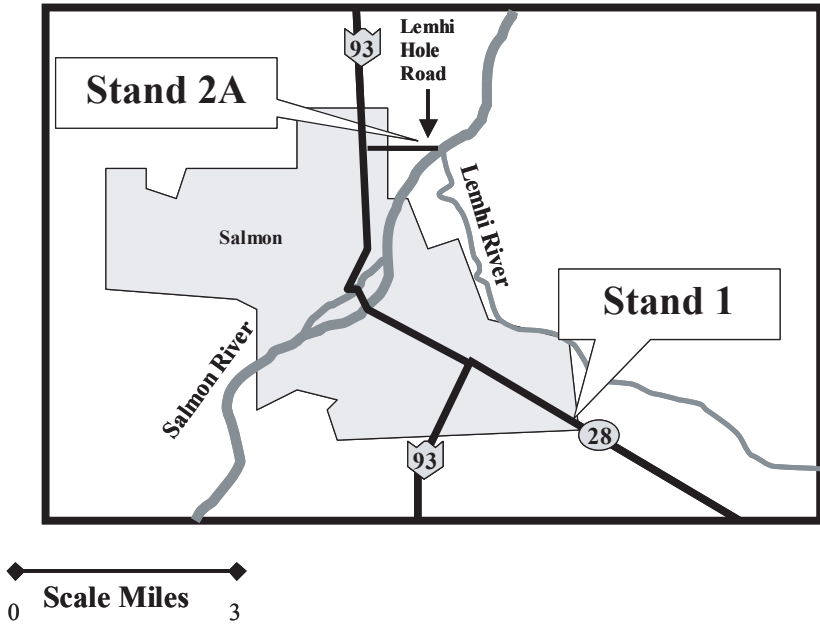 93
Lemhi
Hole
Road
Stand 2A
Lemhi River
Salmon
Stand 1
Salmon River
28
93
Scale Miles
0 3